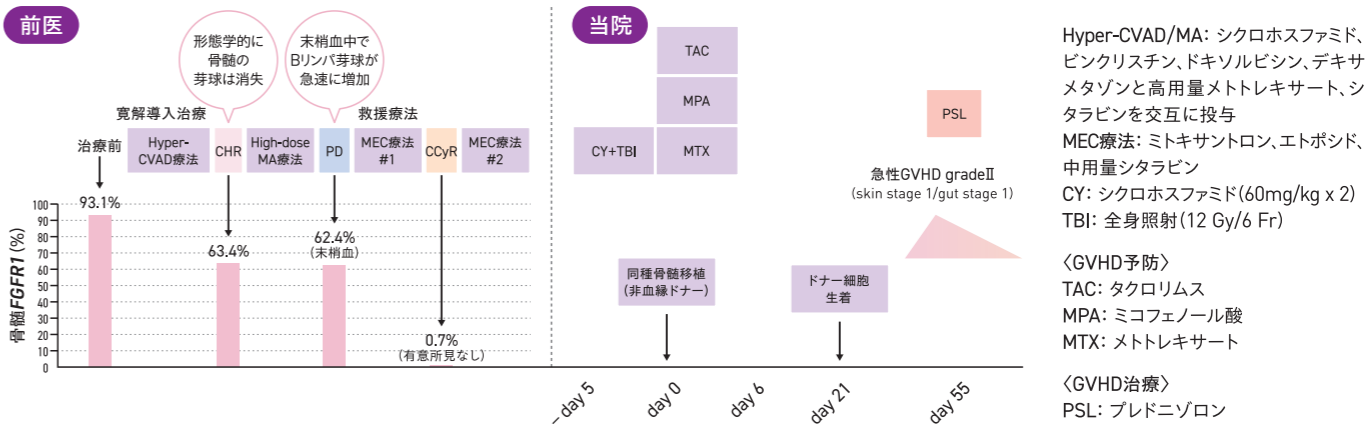 前医
形態学的に
骨髄の
芽球は消失
末梢血中で
Bリンパ芽球が
急速に増加
寛解導入治療
救援療法
治療前
Hyper-
CVAD療法
CHR
High-dose
MA療法
PD
MEC療法
#1
CCyR
MEC療法
#2
骨髄FGFR1(%)
100
90
80
70
60
50
40
30
20
10
0
93.1%
63.4%
62.4%
(末梢血)
0.7%
(有意所見なし)
当院
TAC
MPA
CY+TBI
MTX
PSL
急性GVHD gradeⅡ
(skin stage 1/gut stage 1)
同種骨髄移植
(非血縁ドナー)
ドナー細胞
生着
– day 5
day 0
day 6
day 21
day 55
Hyper-CVAD/MA: シクロホスファミド、
ビンクリスチン、ドキソルビシン、デキサ
メタゾンと高用量メトトレキサート、シ
タラビンを交互に投与
MEC療法: ミトキサントロン、エトポシド、
中用量シタラビン
CY: シクロホスファミド(60mg/kg x 2)
TBI: 全身照射(12 Gy/6 Fr)
〈GVHD予防〉
TAC: タクロリムス
MPA: ミコフェノール酸
MTX: メトトレキサート
〈GVHD治療〉
PSL: プレドニゾロン